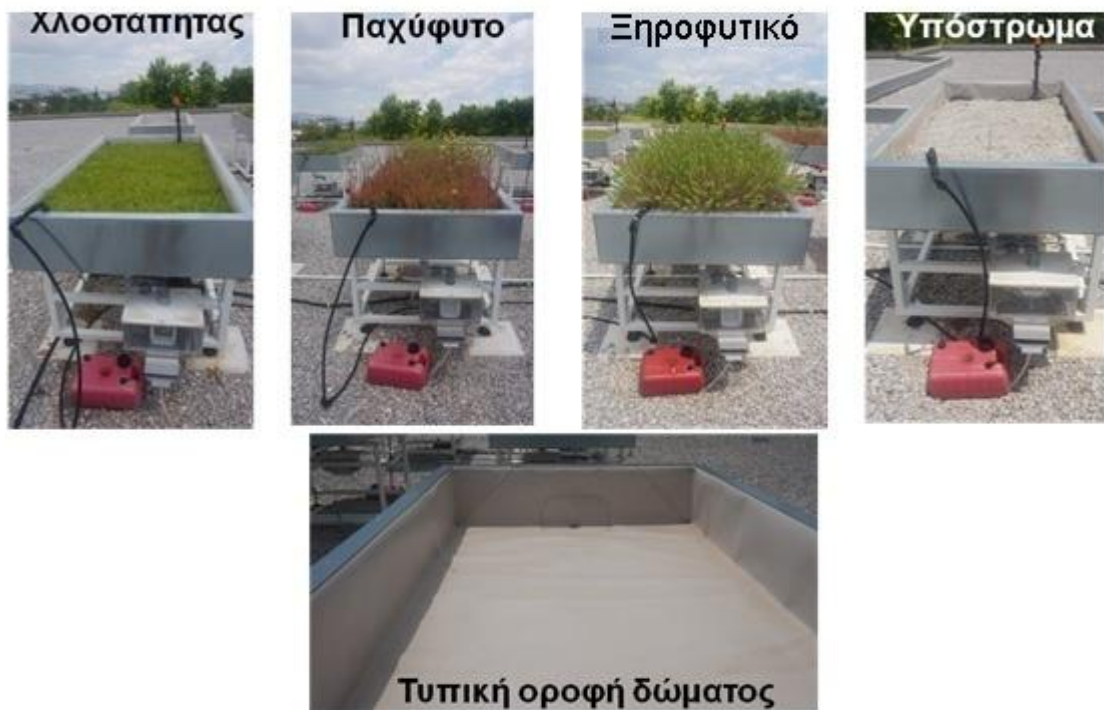 Χλοοτάπητας
Παχύφυτο
Ξηροφυτικό
Υπόστρωμα
Τυπική οροφή δώματος